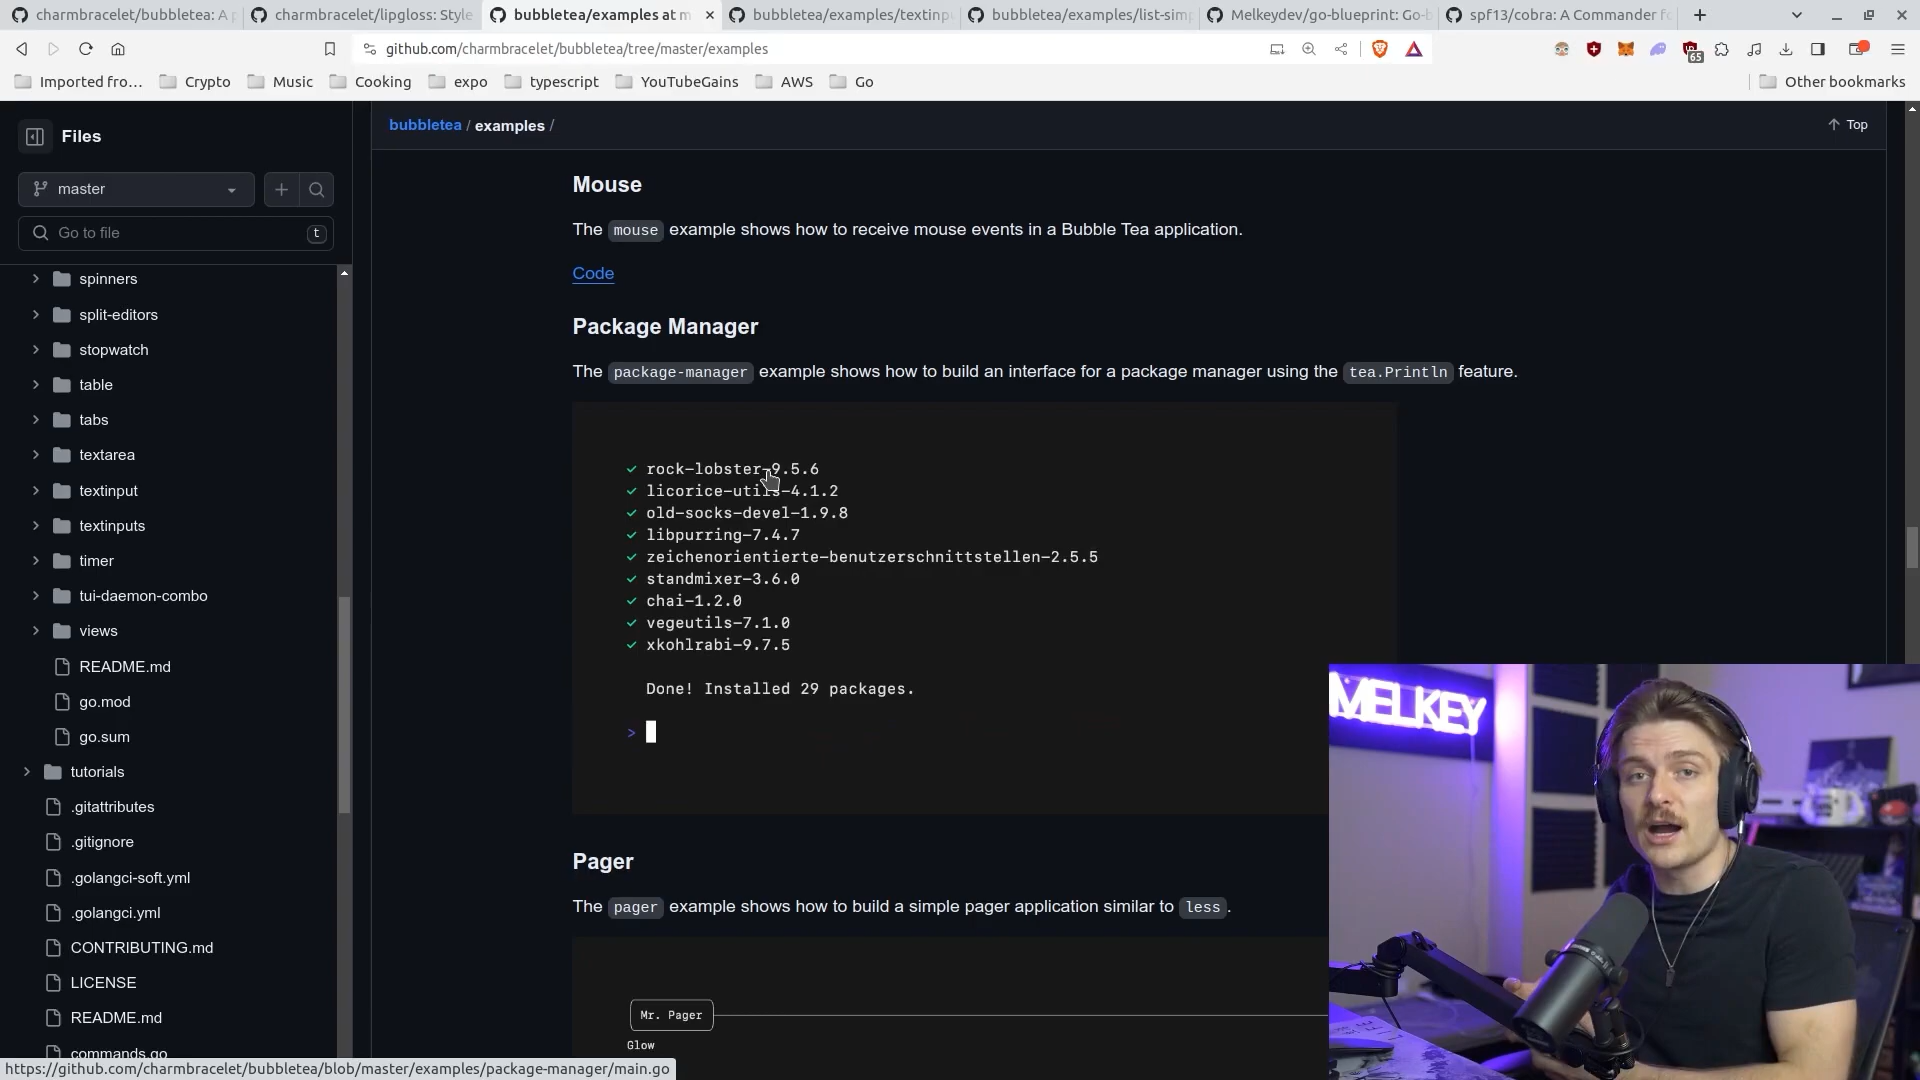 charmbracelet/bubbletea: A p
charmbracelet/lipgloss: Style
bubbletea/examples at m
bubbletea/examples/textinpu
bubbletea/examples/list-simp
Melkeydev/go-blueprint: Go-b
spf13/cobra: A Commander fo
github.com/charmbracelet/bubbletea/tree/master/examples
65
Imported fro...
Crypto
Music
Cooking
expo
typescript
YouTubeGains
AWS
Go
Other bookmarks
Files
master
Go to file
t
spinners
split-editors
stopwatch
table
tabs
textarea
textinput
textinputs
timer
tui-daemon-combo
views
README.md
go.mod
go.sum
tutorials
.gitattributes
.gitignore
.golangci-soft.yml
.golangci.yml
CONTRIBUTING.md
LICENSE
README.md
commands.go
bubbletea / examples /
Top
Mouse
The mouse example shows how to receive mouse events in a Bubble Tea application.
Code
Package Manager
The package-manager example shows how to build an interface for a package manager using the tea.Println feature.
✓ rock-lobster-9.5.6
✓ licorice-utils-4.1.2
✓ old-socks-devel-1.9.8
✓ libpurring-7.4.7
✓ zeichenorientierte-benutzerschnittstellen-2.5.5
✓ standmixer-3.6.0
✓ chai-1.2.0
✓ vegeutils-7.1.0
✓ xkohlrabi-9.7.5
Done! Installed 29 packages.
>
Pager
The pager example shows how to build a simple pager application similar to less.
Mr. Pager
Glow
MELKEY
https://github.com/charmbracelet/bubbletea/blob/master/examples/package-manager/main.go